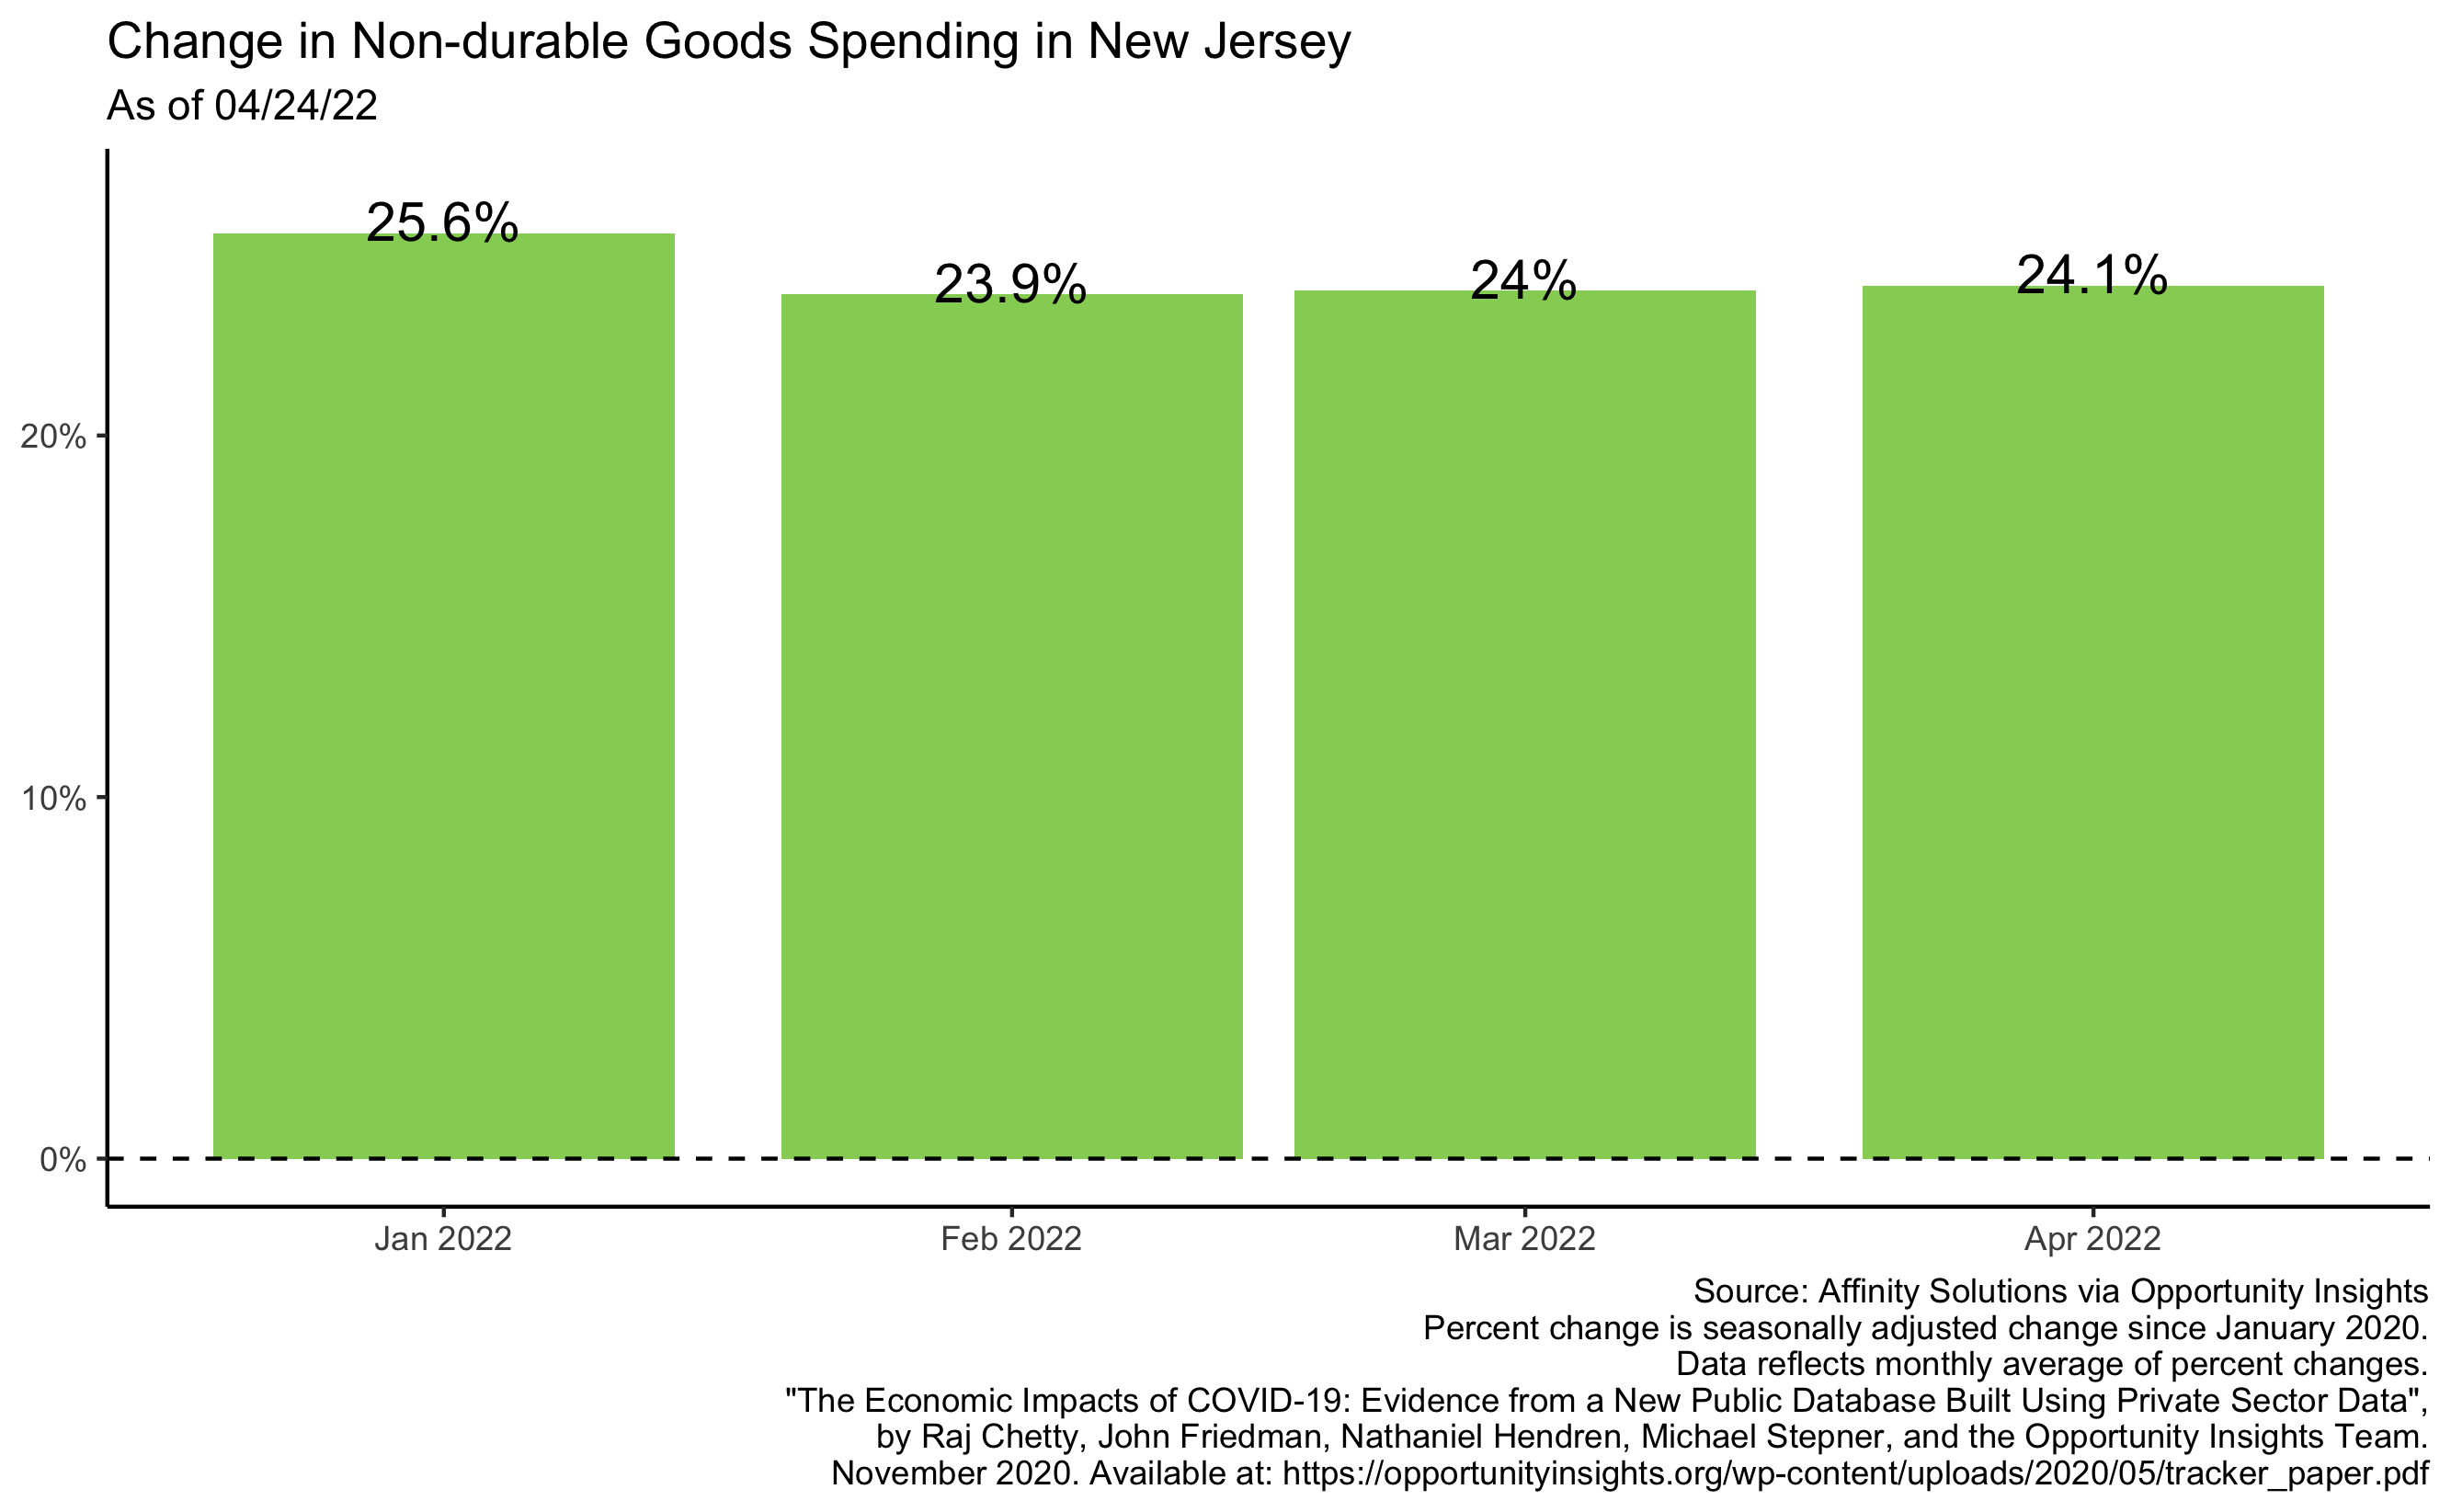 Change in Non-durable Goods Spending in New Jersey
As of 04/24/22
25.6%
23.9%
24%
24.1%
20%
10%
0%
Jan 2022
Feb 2022
Mar 2022
Apr 2022
Source: Affinity Solutions via Opportunity Insights
Percent change is seasonally adjusted change since January 2020.
Data reflects monthly average of percent changes.
"The Economic Impacts of COVID-19: Evidence from a New Public Database Built Using Private Sector Data",
by Raj Chetty, John Friedman, Nathaniel Hendren, Michael Stepner, and the Opportunity Insights Team.
November 2020. Available at: https://opportunityinsights.org/wp-content/uploads/2020/05/tracker_paper.pdf